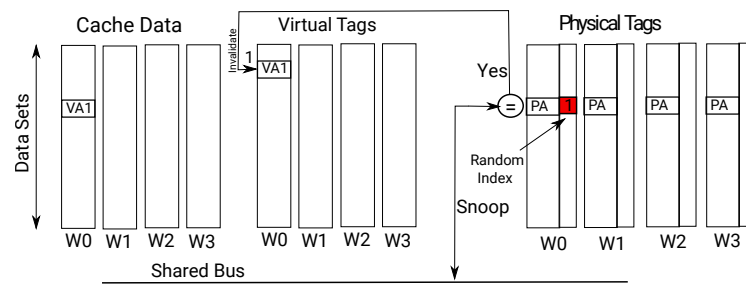 Cache Data
Virtual Tags
Physical Tags
Invalidate
1
VA1
Yes
=
PA
1
PA
PA
PA
VA1
Data Sets
Random
Index
Snoop
W0
W1
W2
W3
W0
W1
W2
W3
W0
W1
W2
W3
Shared Bus